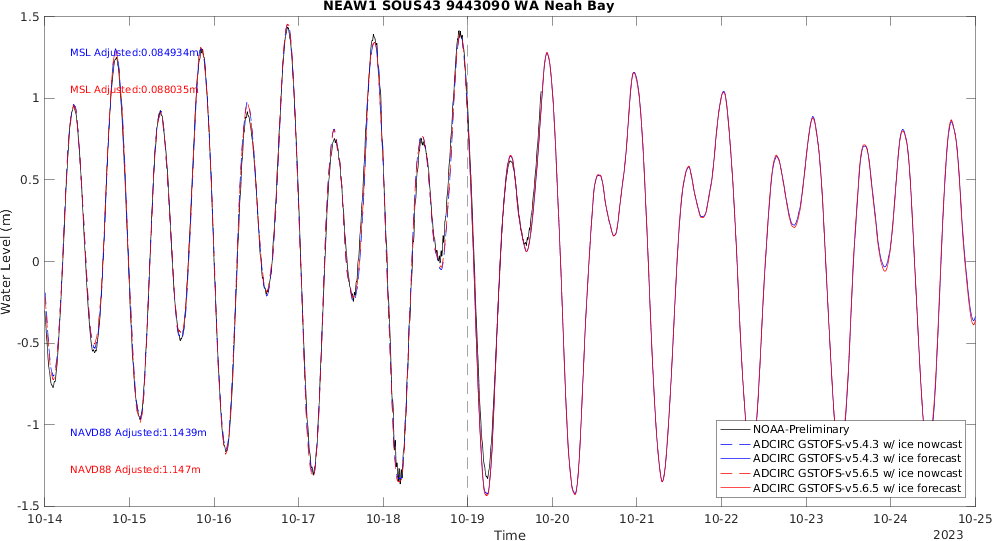 NEAW1 SOUS43 9443090 WA Neah Bay
1.5
1
0.5
0
-0.5
-1
-1.5
Water Level (m)
MSL Adjusted:0.084934m
MSL Adjusted:0.088035m
NAVD88 Adjusted:1.1439m
NAVD88 Adjusted:1.147m
NOAA-Preliminary
ADCIRC GSTOFS-v5.4.3 w/ ice nowcast
ADCIRC GSTOFS-v5.4.3 w/ ice forecast
ADCIRC GSTOFS-v5.6.5 w/ ice nowcast
ADCIRC GSTOFS-v5.6.5 w/ ice forecast
10-14 10-15 10-16 10-17 10-18 10-19 10-20 10-21 10-22 10-23 10-24 10-25
Time
2023